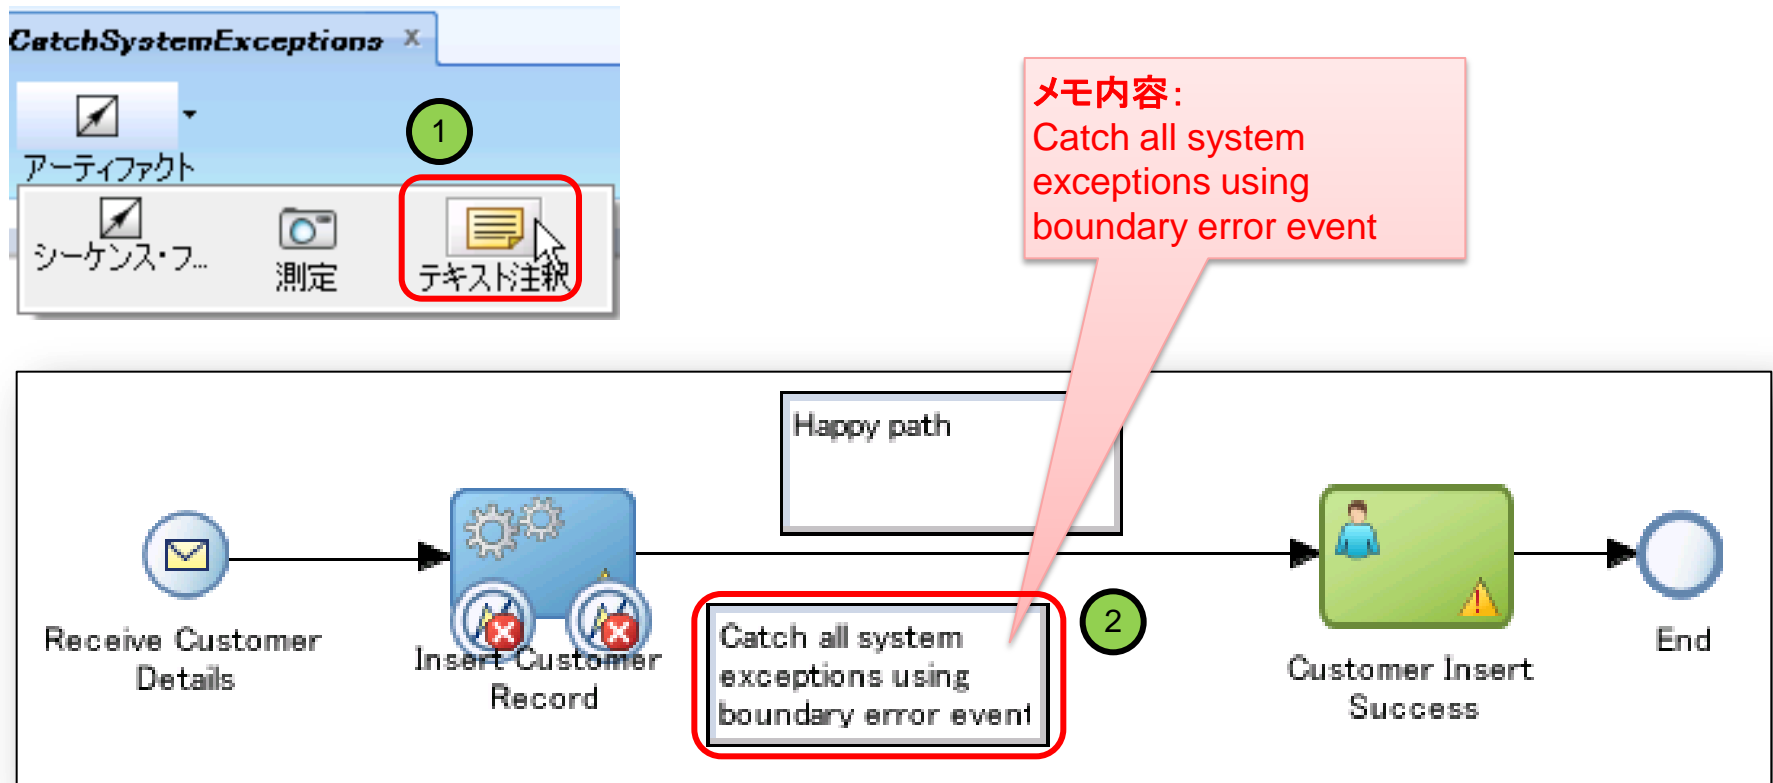 CatchSystemExceptions ×
アーティファクト
1
シーケンス・フ...
測定
テキスト注釈
メモ内容：
Catch all system
exceptions using
boundary error event
Happy path
Receive Customer
Details
Insert Customer
Record
Catch all system
exceptions using
boundary error event
2
Customer Insert
Success
End